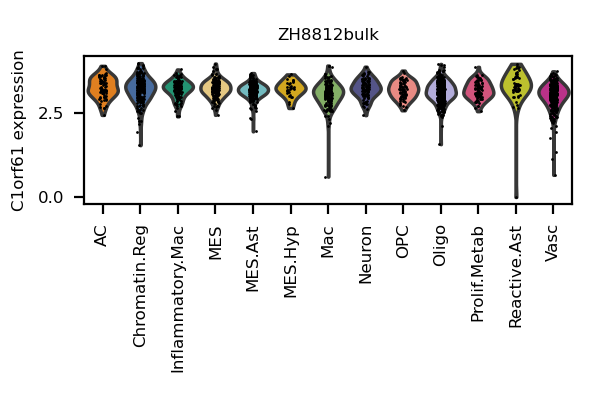 ZH8812bulk
C1orf61 expression
2.5
0.0
AC
Chromatin.Reg
Inflammatory.Mac
MES
MES.Ast
MES.Hyp
Mac
Neuron
OPC
Oligo
Prolif.Metab
Reactive.Ast
Vasc